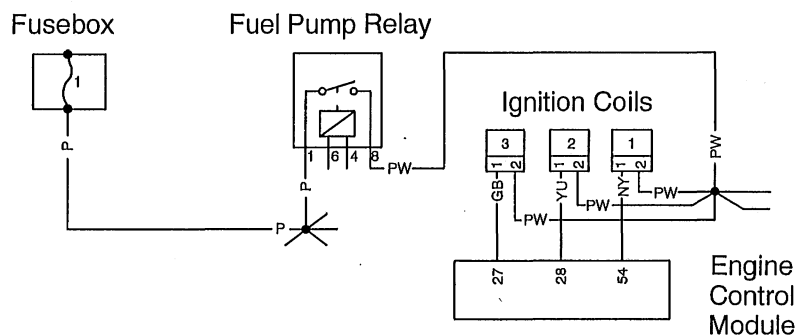 Fusebox
Fuel Pump Relay
1
Ignition Coils
3
2
1
1 2
1 2
1 2
1 6 4 8
PW
PW
P
P
P
GB
YU
NY
PW
PW
PW
27
28
54
Engine
Control
Module